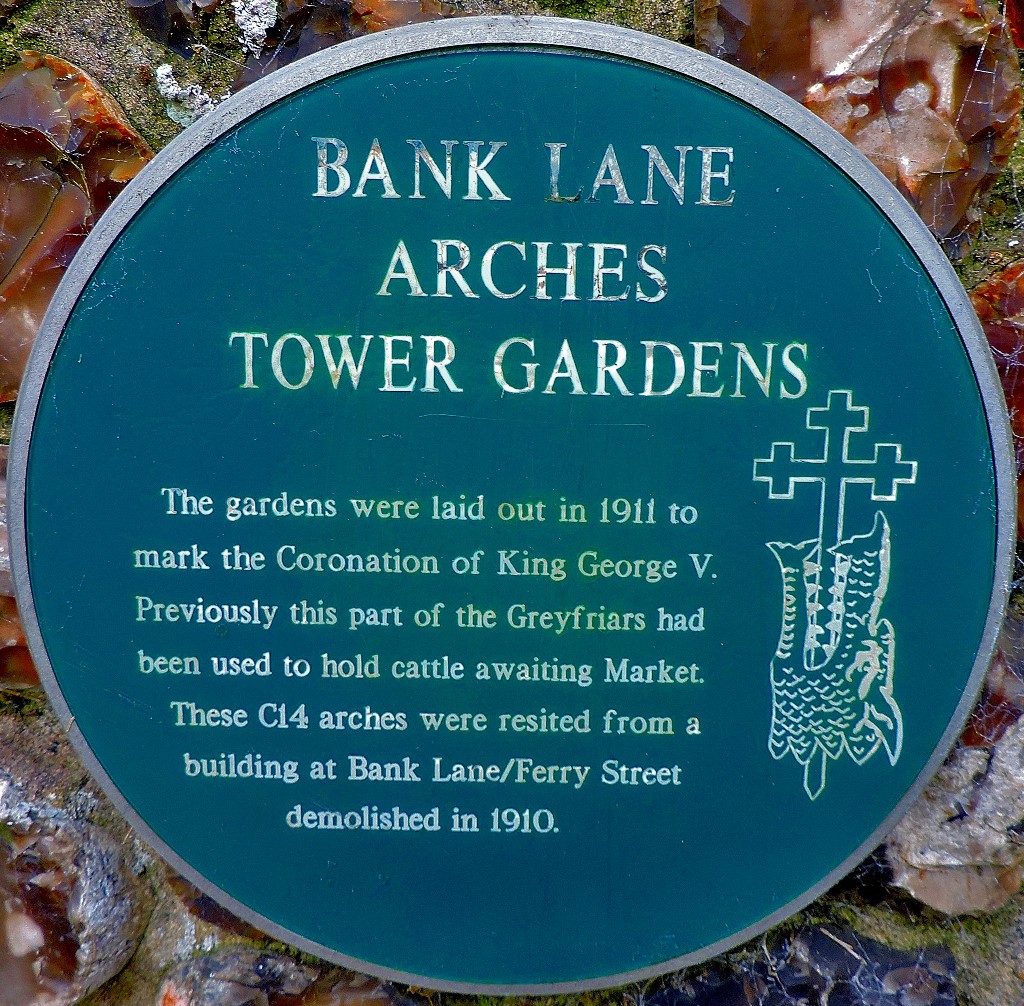 BANK LANE
ARCHES
TOWER GARDENS
The gardens were laid out in 1911 to
mark the Coronation of King George V.
Previously this part of the Greyfriars had
been used to hold cattle awaiting Market.
These C14 arches were resited from a
building at Bank Lane/Ferry Street
demolished in 1910.